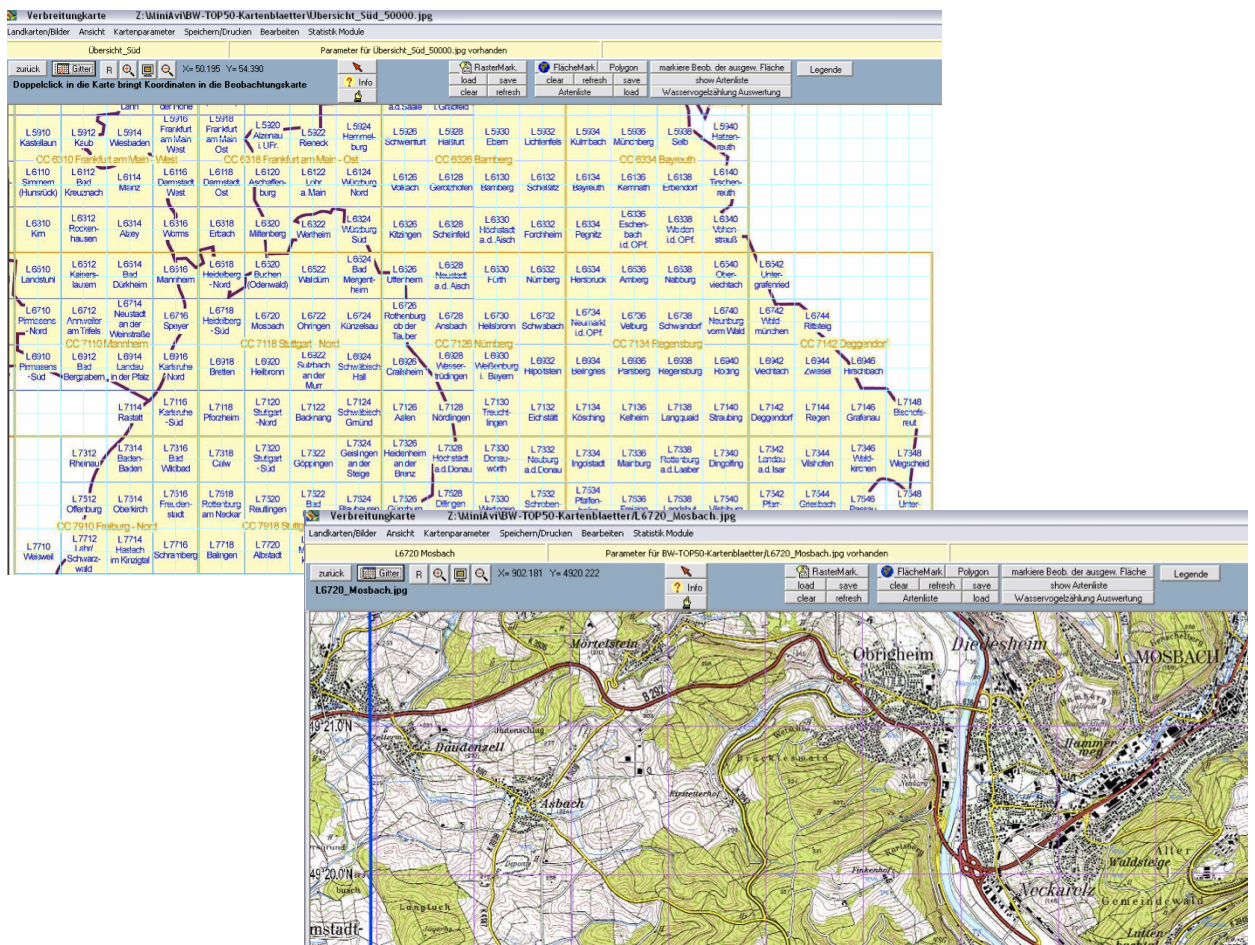 Verbreitungkarte Z:\MiniAvi\BW-TOP50-Kartenblaetter\Übersicht_Süd_50000.jpg
Landkarten/Bilder Ansicht Kartenparameter Speichern/Drucken Bearbeiten Statistik Module
Übersicht_Süd Parameter für Übersicht_Süd_50000.jpg vorhanden
zurück Gitter R X= 50.195 Y= 54.390 RasterMark. FlächeMark. Polygon markiere Beob. der ausgew. Fläche Legende
? Info load save clear refresh save show Artenliste
Doppelclick in die Karte bringt Koordinaten in die Beobachtungskarte clear refresh Artenliste load Wasservogelzählung Auswertung
L5910 L5912 L5914 L5916 L5918 L5920 L5922 L5924 L5926 L5928 L5930 L5932 L5934 L5936 L5938 L5940
Kastellaun Kaub Wiesbaden Frankfurt am Main West Frankfurt am Main Ost Alzenau i. UFr. Rieneck Hammelburg Schweinfurt Haßfurt Ebern Lichtenfels Kulmbach Münchberg Selb
CC 6310 Frankfurt am Main - West CC 6318 Frankfurt am Main - Ost CC 6326 Bamberg CC 6334 Bayreuth
L6110 L6112 L6114 L6116 L6118 L6120 L6122 L6124 L6126 L6128 L6130 L6132 L6134 L6136 L6138 L6140
Simmern (Hunsrück) Bad Kreuznach Mainz Darmstadt West Darmstadt Ost Aschaffenburg Lohr a. Main Würzburg Nord Volkach Gerolzhofen Bamberg Scheßlitz Bayreuth Kemnath Erbendorf Tirschenreuth
L6310 L6312 L6314 L6316 L6318 L6320 L6322 L6324 L6326 L6328 L6330 L6332 L6334 L6336 L6338 L6340
Kirn Rockenhausen Alzey Worms Erbach Miltenberg Wertheim Würzburg Süd Kitzingen Scheinfeld Höchstadt a.d. Aisch Forchheim Pegnitz Eschenbach i.d. OPf. Weiden i.d. OPf. Vohenstrauß
L6510 L6512 L6514 L6516 L6518 L6520 L6522 L6524 L6526 L6528 L6530 L6532 L6534 L6536 L6538 L6540 L6542
Landstuhl Kaiserslautern Bad Dürkheim Mannheim Heidelberg -Nord Buchen (Odenwald) Walldürn Bad Mergentheim Uffenheim Neustadt a.d. Aisch Fürth Nürnberg Hersbruck Amberg Nabburg Oberviechtach Untergrafenried
L6710 L6712 L6714 L6716 L6718 L6720 L6722 L6724 L6726 L6728 L6730 L6732 L6734 L6736 L6738 L6740 L6742 L6744
Pirmasens -Nord Annweiler am Trifels Neustadt an der Weinstraße Speyer Heidelberg -Süd Mosbach Öhringen Künzelsau Rothenburg ob der Tauber Ansbach Heilsbronn Schwabach Neumarkt i.d. OPf. Velburg Schwandorf Neunburg vorm Wald Waldmünchen Rittsteig
CC 7110 Mannheim CC 7118 Stuttgart - Nord CC 7126 Nürnberg CC 7134 Regensburg CC 7142 Deggendorf
L6910 L6912 L6914 L6916 L6918 L6920 L6922 L6924 L6926 L6928 L6930 L6932 L6934 L6936 L6938 L6940 L6942 L6944 L6946
Pirmasens -Süd Bad Bergzabern Landau in der Pfalz Karlsruhe Nord Bretten Heilbronn Sulzbach an der Murr Schwäbisch Hall Crailsheim Wassertrüdingen Weißenburg i. Bayern Hilpoltstein Beilngries Parsberg Regensburg Roding Viechtach Zwiesel Hirschbach
L7114 L7116 L7118 L7120 L7122 L7124 L7126 L7128 L7130 L7132 L7134 L7136 L7138 L7140 L7142 L7144 L7146 L7148
Rastatt Karlsruhe -Süd Pforzheim Stuttgart -Nord Backnang Schwäbisch Gmünd Aalen Nördlingen Treuchtlingen Eichstätt Kösching Kelheim Langquaid Straubing Deggendorf Regen Grafenau Bischofsreut
L7312 L7314 L7316 L7318 L7320 L7322 L7324 L7326 L7328 L7330 L7332 L7334 L7336 L7338 L7340 L7342 L7344 L7346 L7348
Rheinau Baden-Baden Bad Wildbad Calw Stuttgart -Süd Göppingen Geislingen an der Steige Heidenheim an der Brenz Höchstädt a.d.Donau Donauwörth Neuburg a.d.Donau Ingolstadt Mainburg Rottenburg a.d.Laaber Dingolfing Landau a.d. Isar Vilshofen Waldkirchen Wegscheid
L7512 L7514 L7516 L7518 L7520 L7522 L7524 L7526 L7528 L7530 L7532 L7534 L7536 L7538 L7540 L7542 L7544 L7546 L7548
Offenburg Oberkirch Freudenstadt Rottenburg am Neckar Reutlingen Bad Dillingen
CC 7910 Freiburg - Nord
L7710 L7712 L7714 L7716 L7718 L7720
Weisweil Lahr/ Schwarzwald Haslach im Kinzigtal Schramberg Balingen Albstadt
Verbreitungkarte Z:\MiniAvi\BW-TOP50-Kartenblaetter/L6720_Mosbach.jpg
Landkarten/Bilder Ansicht Kartenparameter Speichern/Drucken Bearbeiten Statistik Module
L6720 Mosbach Parameter für BW-TOP50-Kartenblaetter/L6720_Mosbach.jpg vorhanden
zurück Gitter R X= 902.181 Y= 4920.222 RasterMark. FlächeMark. Polygon markiere Beob. der ausgew. Fläche Legende
? Info load save clear refresh save show Artenliste
L6720_Mosbach.jpg clear refresh Artenliste load Wasservogelzählung Auswertung
Mörtelstein
Diedesheim
Obrigheim
MOSBACH
B 292
49°21.0'N
Judenschlag
Daudenzell
Hammerweg
Asbach
Kirstetterhof
Deponie
Finkenhof
Karlsberg
Alter
Waldsteige
49°20.0'N
Neckarelz
Gemeindewald
busch
mstadt-
NSG